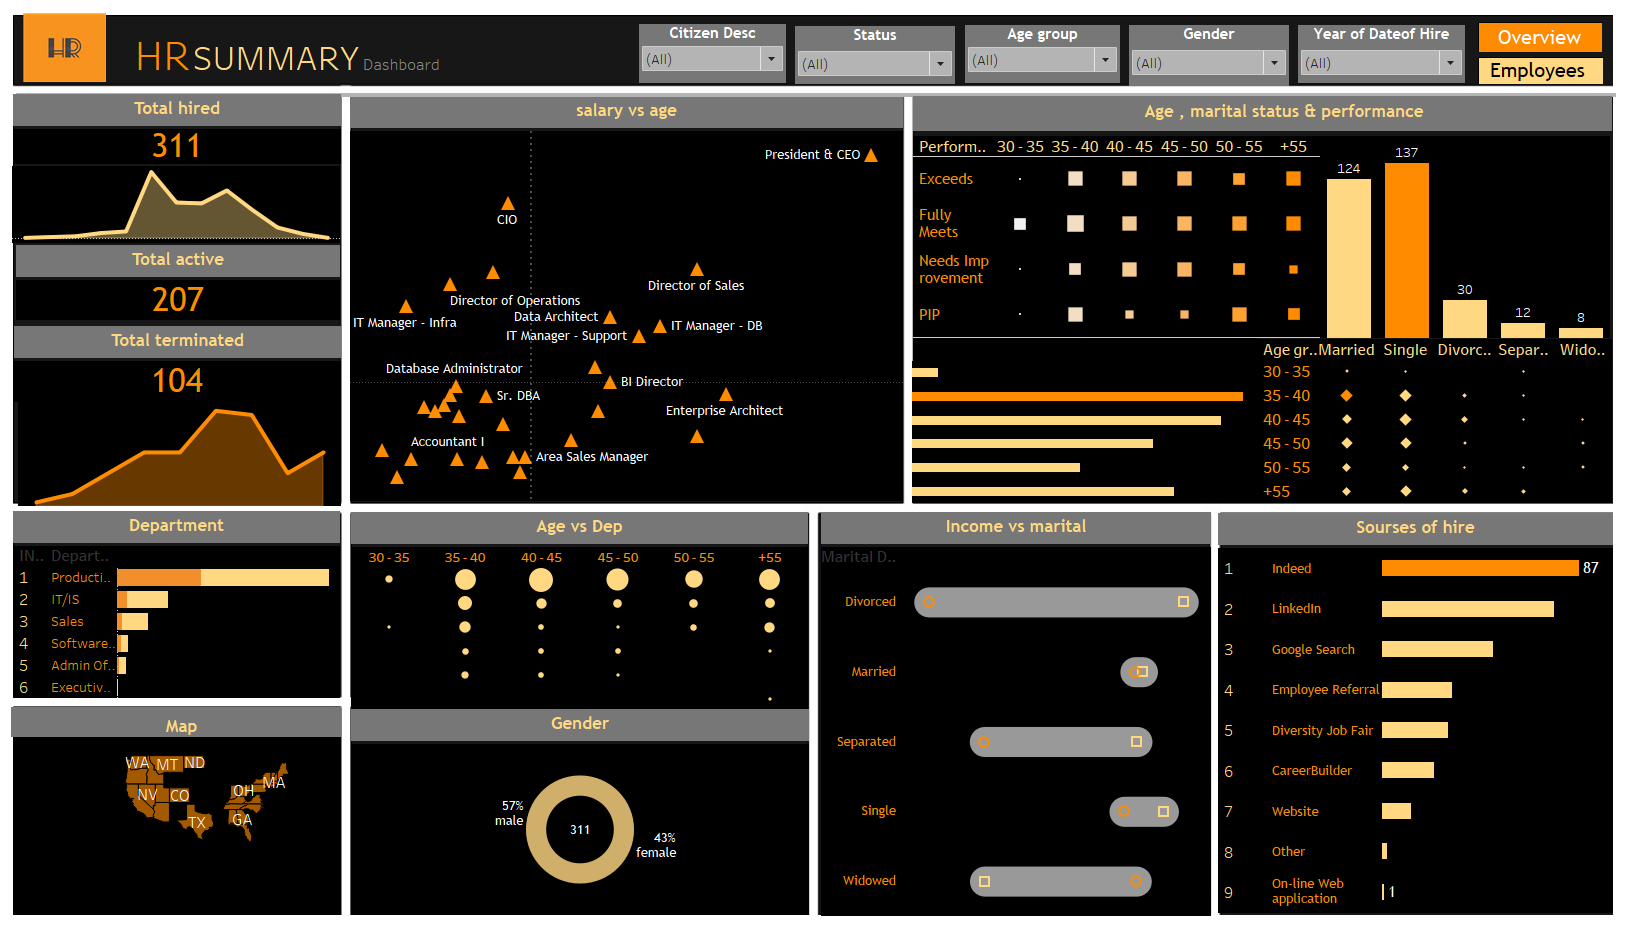 HR
HR SUMMARY Dashboard
Citizen Desc
(All)
Status
(All)
Age group
(All)
Gender
(All)
Year of Dateof Hire
(All)
Overview
Employees
Total hired
311
Total active
207
Total terminated
104
salary vs age
President & CEO
CIO
Director of Sales
Director of Operations
Data Architect
IT Manager - Infra
IT Manager - DB
IT Manager - Support
Database Administrator
BI Director
Sr. DBA
Enterprise Architect
Accountant I
Area Sales Manager
Age , marital status & performance
Perform.. 30 - 35 35 - 40 40 - 45 45 - 50 50 - 55 +55
Exceeds
Fully
Meets
Needs Imp
rovement
PIP
124
137
30
12
8
Age gr.. Married Single Divorc.. Separ.. Wido..
30 - 35
35 - 40
40 - 45
45 - 50
50 - 55
+55
Department
IN.. Depart..
1 Producti..
2 IT/IS
3 Sales
4 Software..
5 Admin Of..
6 Executiv..
Map
WA MT ND
NV CO OH MA
TX GA
Age vs Dep
30 - 35 35 - 40 40 - 45 45 - 50 50 - 55 +55
Gender
57%
male
311
43%
female
Income vs marital
Marital D..
Divorced
Married
Separated
Single
Widowed
Sourses of hire
1 Indeed 87
2 LinkedIn
3 Google Search
4 Employee Referral
5 Diversity Job Fair
6 CareerBuilder
7 Website
8 Other
9 On-line Web
application 1